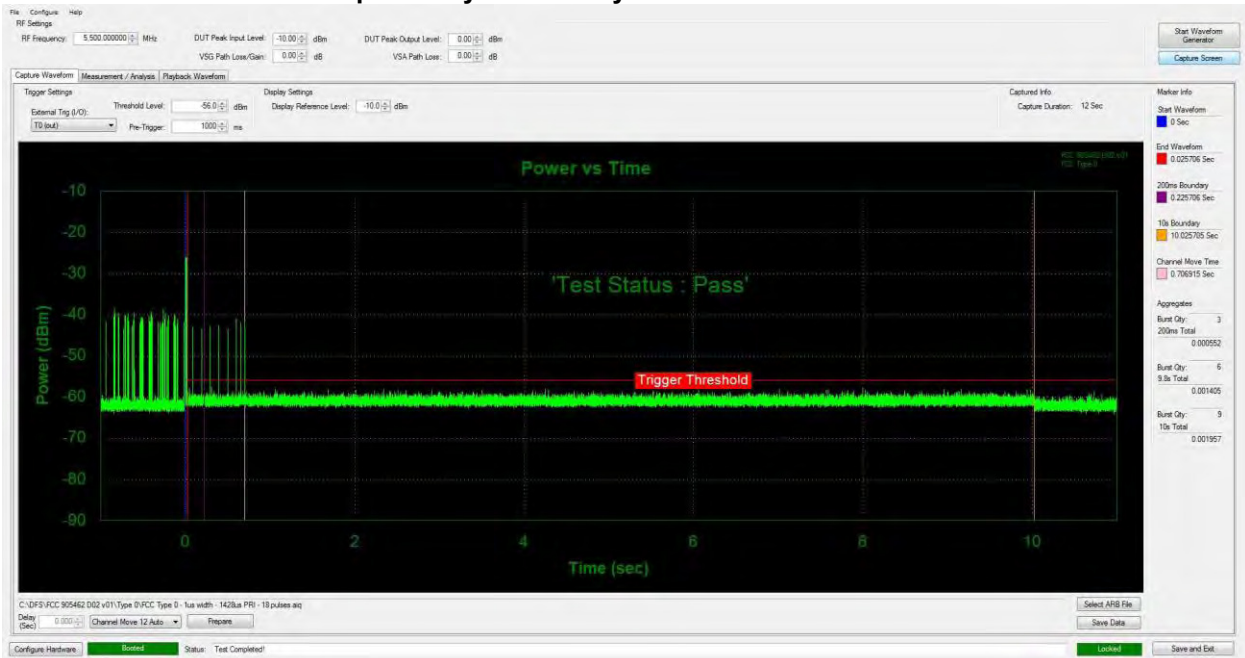 File Configure Help
RF Settings
RF Frequency: 5,500.000000 MHz DUT Peak Input Level: -10.00 dBm DUT Peak Output Level: 0.00 dBm
VSG Path Loss/Gain: 0.00 dB VSA Path Loss: 0.00 dB
Start Waveform
Generator
Capture Screen
Capture Waveform Measurement / Analysis Playback Waveform
Trigger Settings
External Trig (I/O): Threshold Level: -56.0 dBm
T0 (out) Pre-Trigger: 1000 ms
Display Settings
Display Reference Level: -10.0 dBm
Captured Info
Capture Duration: 12 Sec
Marker Info
Start Waveform
0 Sec
End Waveform
0.025706 Sec
200ms Boundary
0.225706 Sec
10s Boundary
10.025705 Sec
Channel Move Time
0.706915 Sec
Aggregates
Burst Qty: 3
200ms Total
0.000552
Burst Qty: 6
9.8s Total
0.001405
Burst Qty: 9
10s Total
0.001957
Power vs Time
FCC Type 0
'Test Status : Pass'
Trigger Threshold
Power (dBm)
-10
-20
-30
-40
-50
-60
-70
-80
-90
0 2 4 6 8 10
Time (sec)
C:\DFS\FCC 905462 D02 v01\Type 0\FCC Type 0 - 1us width - 1428us PRI - 18 pulses.aiq
Select ARB File
Delay
(Sec) 0.000 Channel Move 12 Auto Prepare
Save Data
Configure Hardware Booted Status: Test Completed! Locked Save and Exit